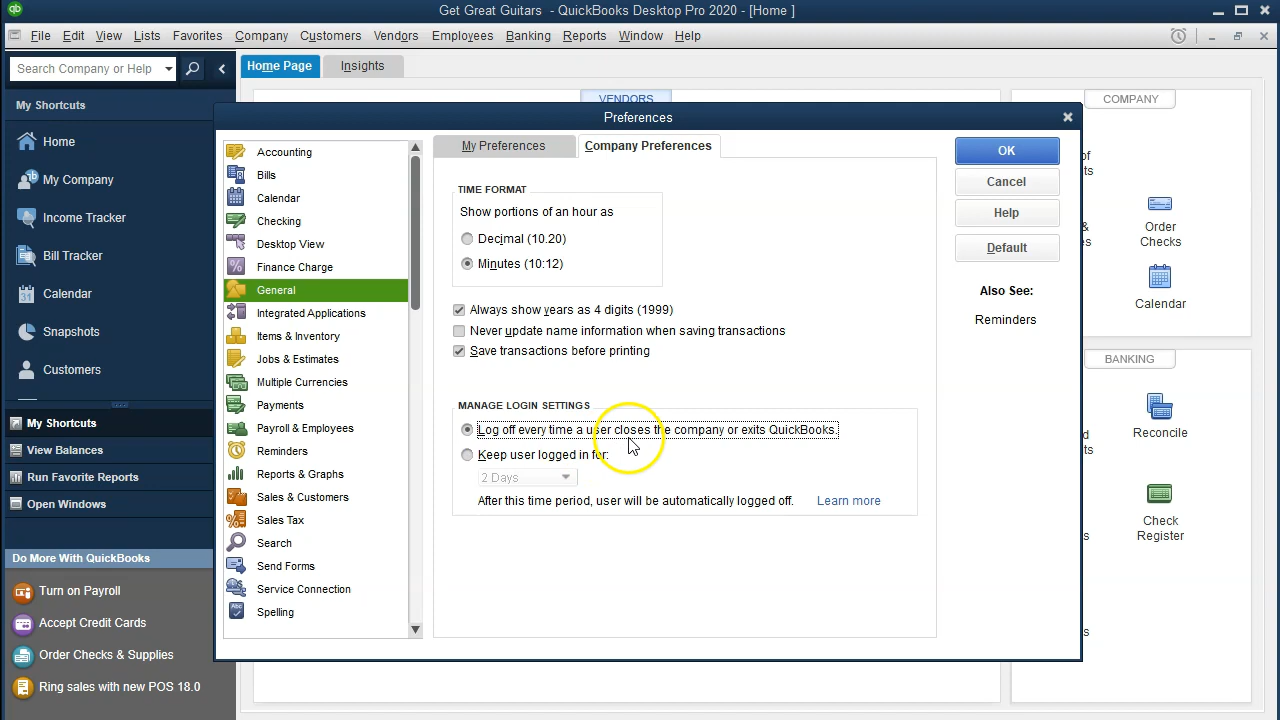 qb
Get Great Guitars - QuickBooks Desktop Pro 2020 - [Home ]
File Edit View Lists Favorites Company Customers Vendors Employees Banking Reports Window Help
Search Company or Help
Home Page Insights
My Shortcuts
Home
My Company
Income Tracker
Bill Tracker
Calendar
Snapshots
Customers
My Shortcuts
View Balances
Run Favorite Reports
Open Windows
Do More With QuickBooks
Turn on Payroll
Accept Credit Cards
Order Checks & Supplies
Ring sales with new POS 18.0
VENDORS
Preferences
Accounting
Bills
Calendar
Checking
Desktop View
Finance Charge
General
Integrated Applications
Items & Inventory
Jobs & Estimates
Multiple Currencies
Payments
Payroll & Employees
Reminders
Reports & Graphs
Sales & Customers
Sales Tax
Search
Send Forms
Service Connection
Spelling
My Preferences Company Preferences
TIME FORMAT
Show portions of an hour as
Decimal (10.20)
Minutes (10:12)
Always show years as 4 digits (1999)
Never update name information when saving transactions
Save transactions before printing
MANAGE LOGIN SETTINGS
Log off every time a user closes the company or exits QuickBooks.
Keep user logged in for:
2 Days
After this time period, user will be automatically logged off. Learn more
OK
Cancel
Help
Default
Also See:
Reminders
COMPANY
Order
Checks
Calendar
BANKING
Reconcile
Check
Register